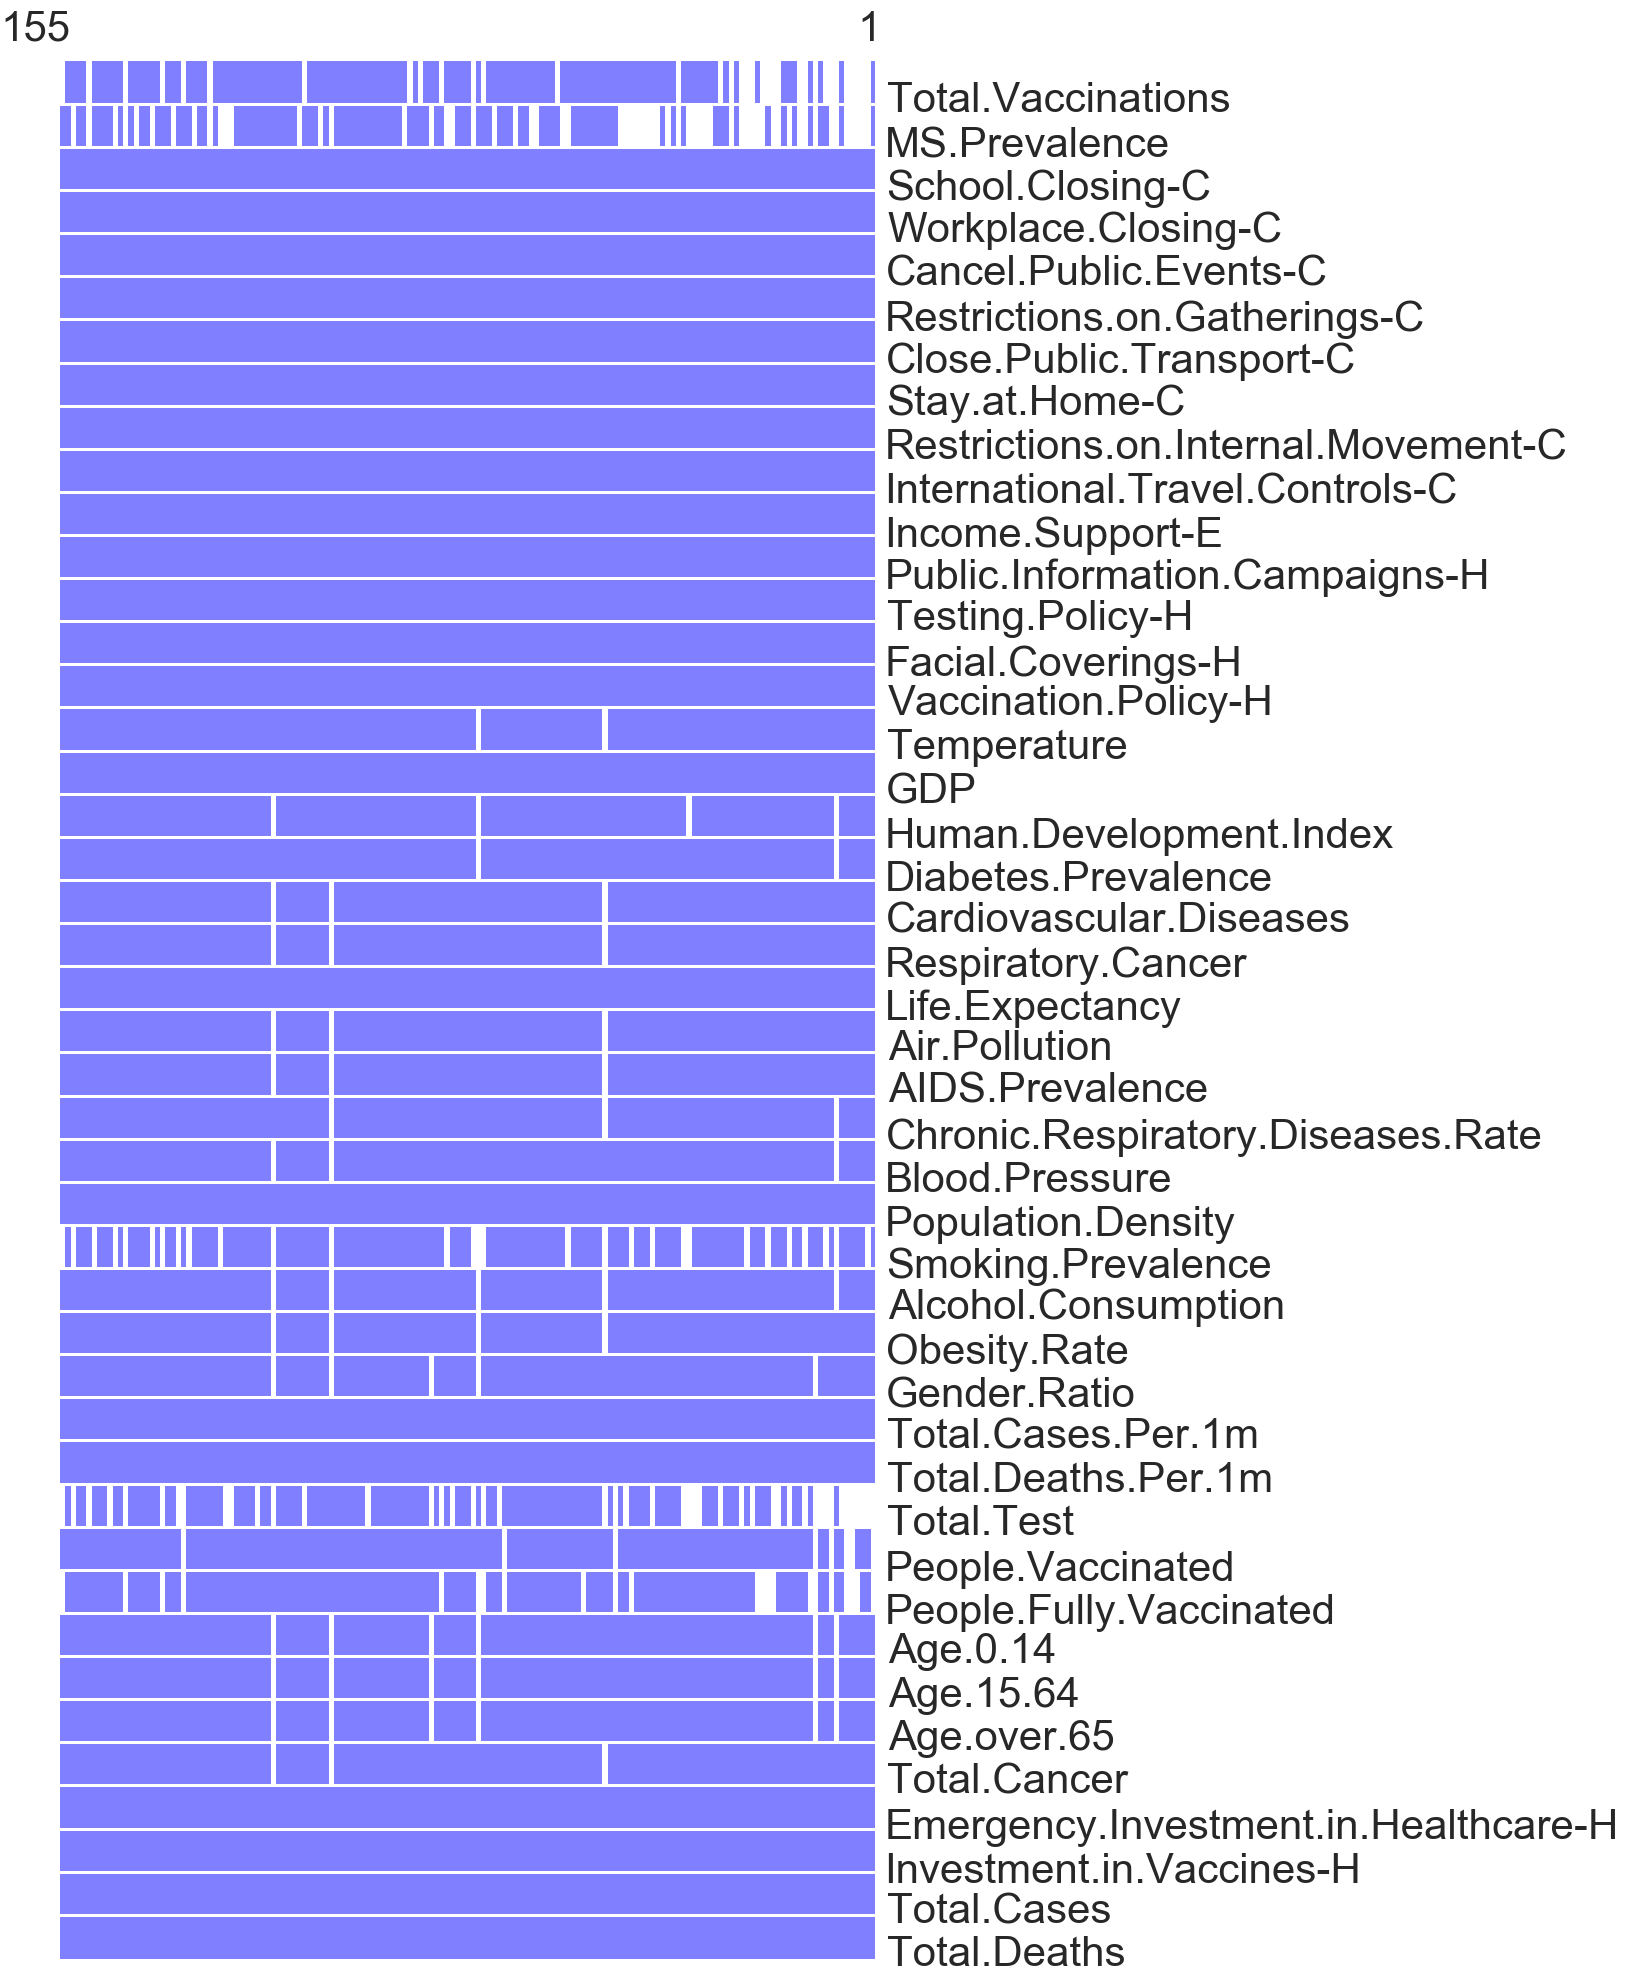 155 1
Total.Vaccinations
MS.Prevalence
School.Closing-C
Workplace.Closing-C
Cancel.Public.Events-C
Restrictions.on.Gatherings-C
Close.Public.Transport-C
Stay.at.Home-C
Restrictions.on.Internal.Movement-C
International.Travel.Controls-C
Income.Support-E
Public.Information.Campaigns-H
Testing.Policy-H
Facial.Coverings-H
Vaccination.Policy-H
Temperature
GDP
Human.Development.Index
Diabetes.Prevalence
Cardiovascular.Diseases
Respiratory.Cancer
Life.Expectancy
Air.Pollution
AIDS.Prevalence
Chronic.Respiratory.Diseases.Rate
Blood.Pressure
Population.Density
Smoking.Prevalence
Alcohol.Consumption
Obesity.Rate
Gender.Ratio
Total.Cases.Per.1m
Total.Deaths.Per.1m
Total.Test
People.Vaccinated
People.Fully.Vaccinated
Age.0.14
Age.15.64
Age.over.65
Total.Cancer
Emergency.Investment.in.Healthcare-H
Investment.in.Vaccines-H
Total.Cases
Total.Deaths